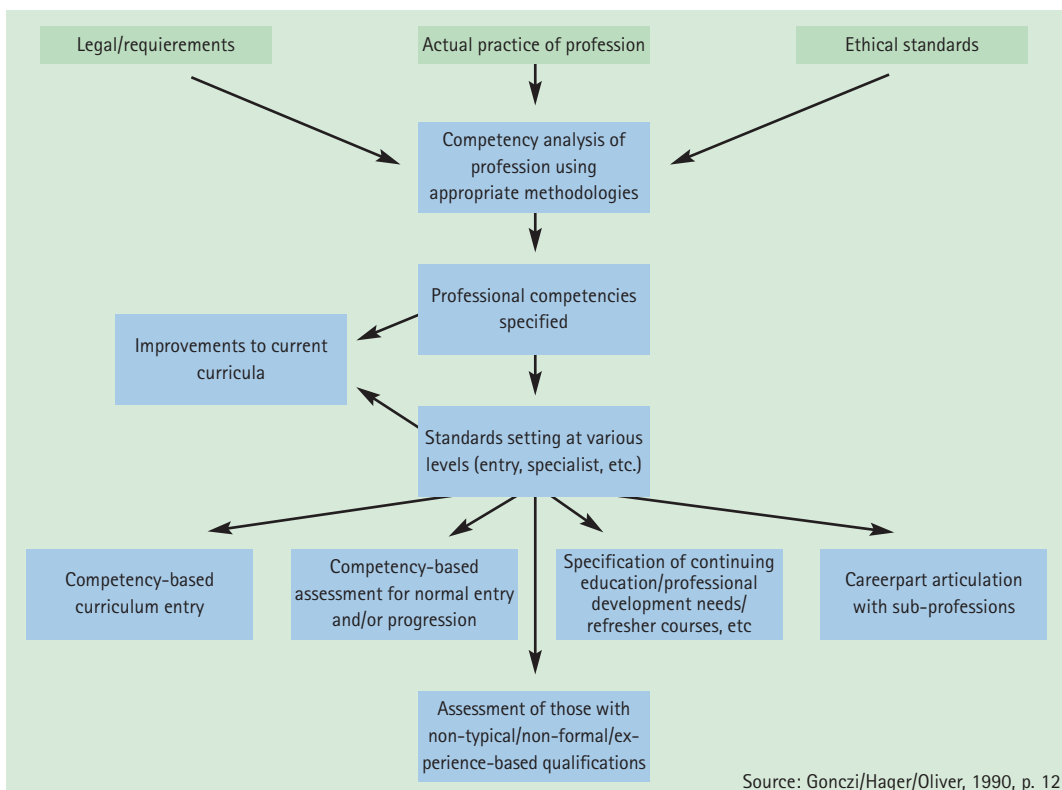 Legal/requierements
Actual practice of profession
Ethical standards
Competency analysis of
profession using
appropriate methodologies
Professional competencies
specified
Improvements to current
curricula
Standards setting at various
levels (entry, specialist, etc.)
Competency-based
curriculum entry
Competency-based
assessment for normal entry
and/or progression
Specification of continuing
education/professional
development needs/
refresher courses, etc
Careerpart articulation
with sub-professions
Assessment of those with
non-typical/non-formal/ex-
perience-based qualifications
Source: Gonczi/Hager/Oliver, 1990, p. 12